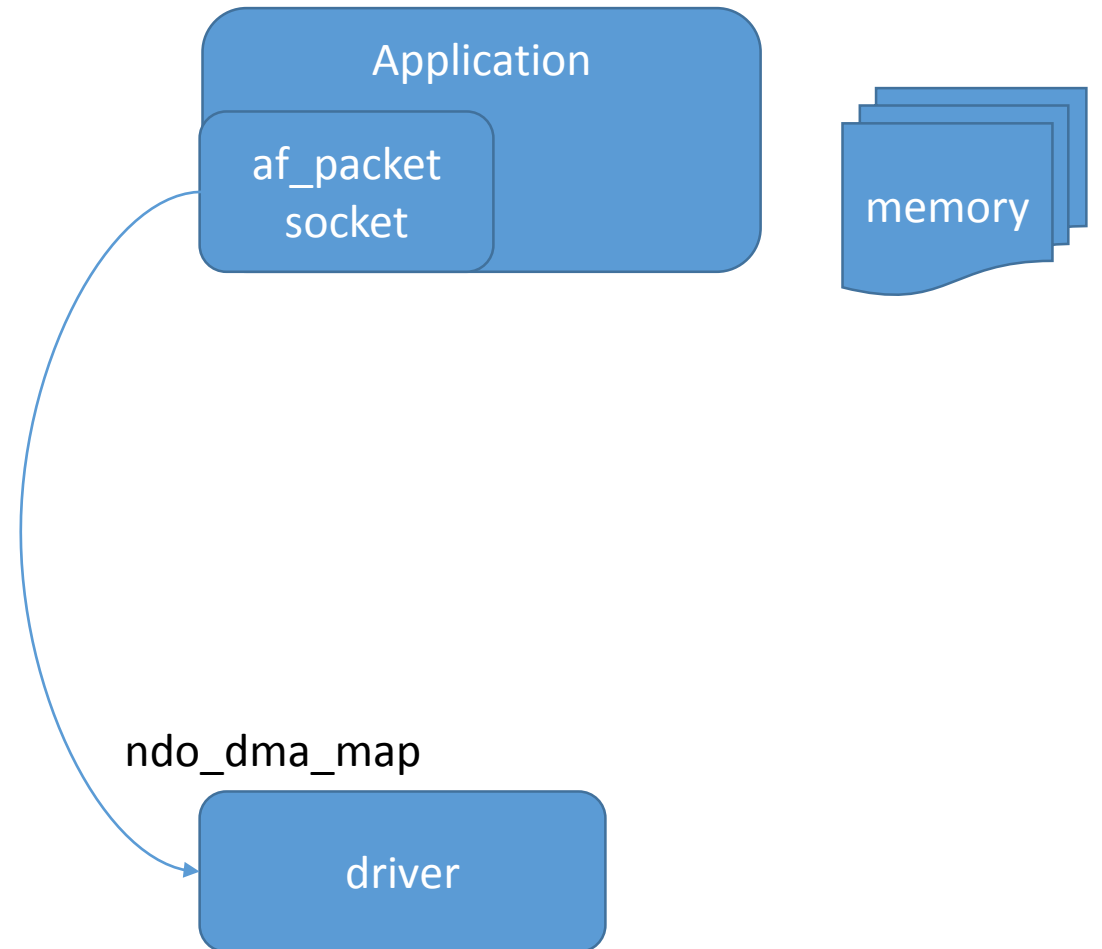 Application
af_packet
socket
memory
ndo_dma_map
driver